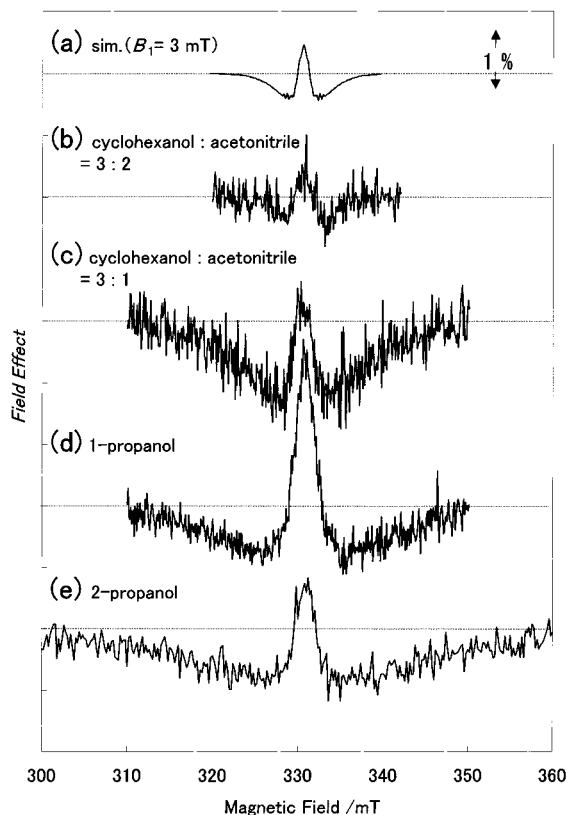 (a) sim.(B₁= 3 mT)
1 %
(b) cyclohexanol : acetonitrile
= 3 : 2
(c) cyclohexanol : acetonitrile
= 3 : 1
Field Effect
(d) 1-propanol
(e) 2-propanol
300 310 320 330 340 350 360
Magnetic Field /mT